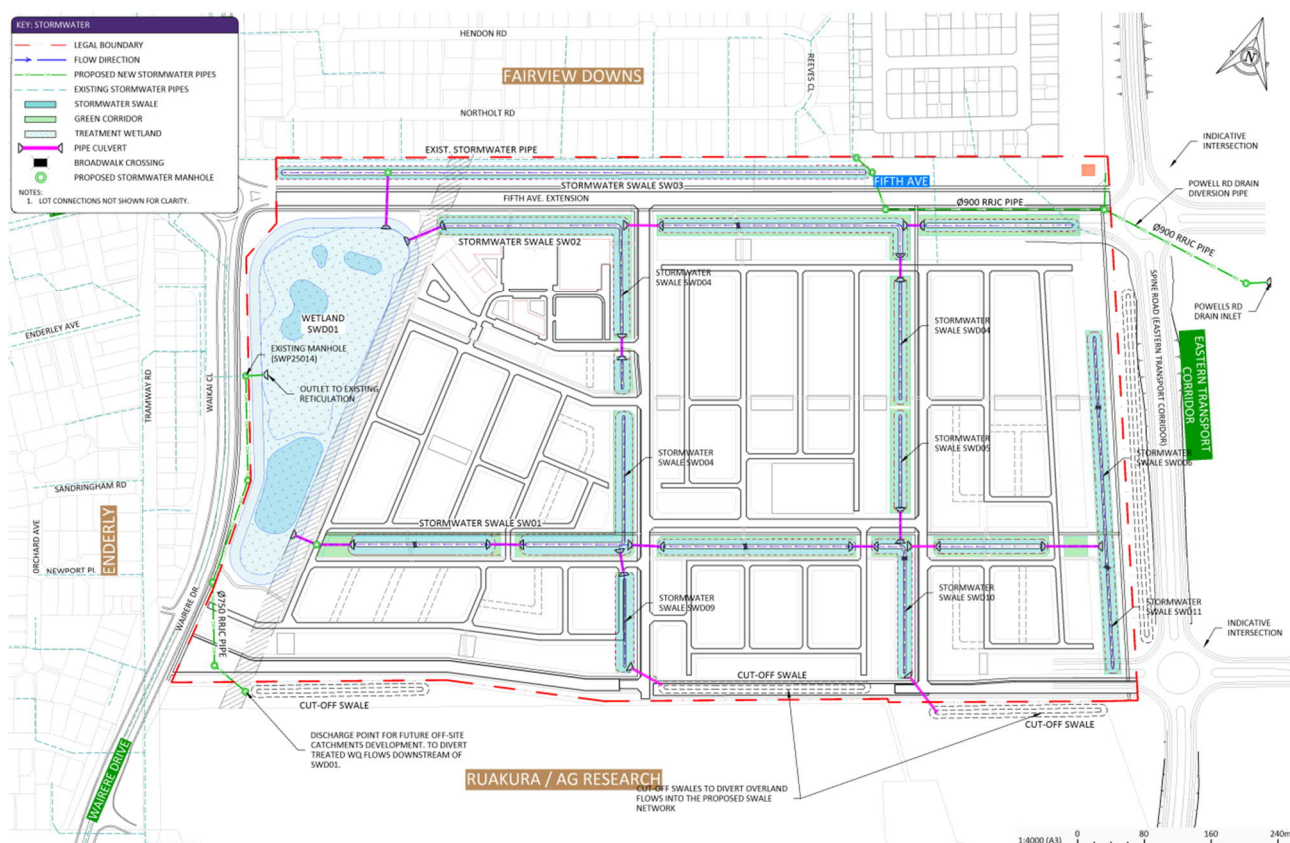 KEY: STORMWATER
LEGAL BOUNDARY
FLOW DIRECTION
PROPOSED NEW STORMWATER PIPES
EXISTING STORMWATER PIPES
STORMWATER SWALE
GREEN CORRIDOR
TREATMENT WETLAND
PIPE CULVERT
BROADWALK CROSSING
PROPOSED STORMWATER MANHOLE
NOTES:
1. LOT CONNECTIONS NOT SHOWN FOR CLARITY.
HENDON RD
FAIRVIEW DOWNS
REEVES CL
NORTHOLT RD
N
INDICATIVE
INTERSECTION
EXIST. STORMWATER PIPE
FIFTH AVE
STORMWATER SWALE SW03
FIFTH AVE. EXTENSION
Ø900 RRJC PIPE
POWELL RD DRAIN
DIVERSION PIPE
Ø900 RRJC PIPE
STORMWATER SWALE SW02
STORMWATER
SWALE SWD04
SPINE ROAD (EASTERN TRANSPORT CORRIDOR)
POWELLS RD
DRAIN INLET
WETLAND
SWD01
STORMWATER
SWALE SWD04
ENDERLEY AVE
EXISTING MANHOLE
(SWP25014)
EASTERN TRANSPORT
CORRIDOR
OUTLET TO EXISTING
RETICULATION
TRAMWAY RD
WAIKAI CL
STORMWATER
SWALE SWD04
STORMWATER
SWALE SWD05
STORMWATER
SWALE SWD06
SANDRINGHAM RD
ORCHARD AVE
ENDERLY
STORMWATER SWALE SW01
NEWPORT PL
WAIRERE DR.
Ø750 RRJC PIPE
STORMWATER
SWALE SWD09
STORMWATER
SWALE SWD10
STORMWATER
SWALE SWD11
INDICATIVE
INTERSECTION
CUT-OFF SWALE
CUT-OFF SWALE
CUT-OFF SWALE
DISCHARGE POINT FOR FUTURE OFF-SITE
CATCHMENTS DEVELOPMENT. TO DIVERT
TREATED WQ FLOWS DOWNSTREAM OF
SWD01.
WAIRERE DRIVE
RUAKURA / AG RESEARCH
CUT-OFF SWALES TO DIVERT OVERLAND
FLOWS INTO THE PROPOSED SWALE
NETWORK
1:4000 (A3) 0 80 160 240m